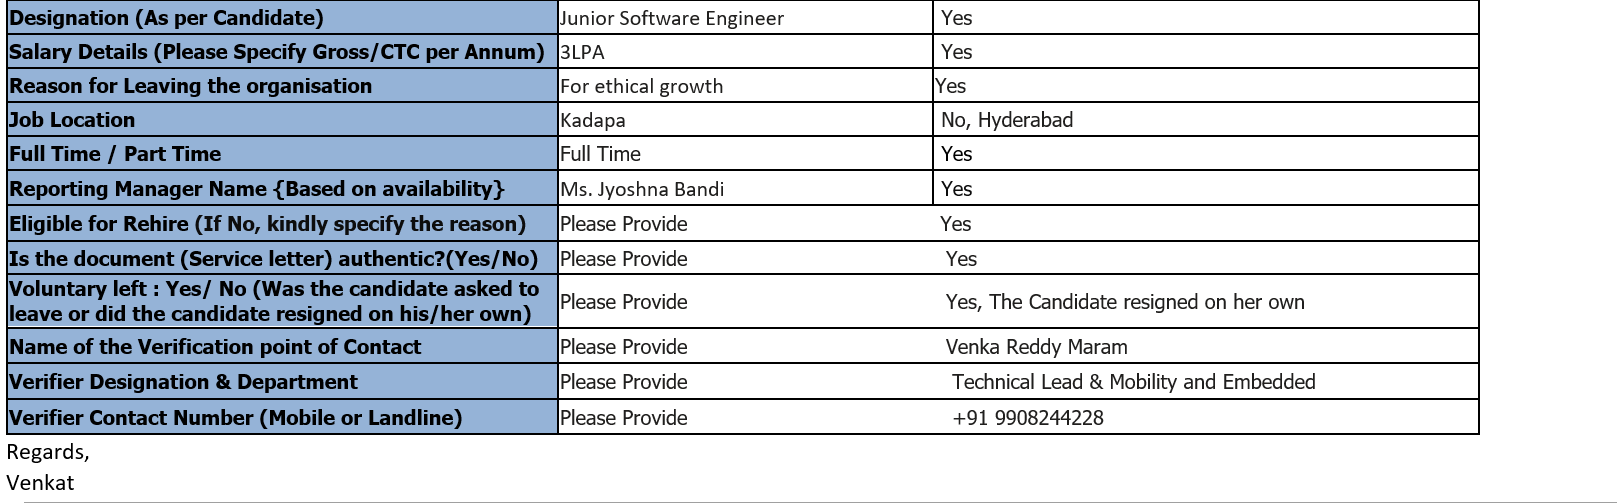 Designation (As per Candidate) Junior Software Engineer Yes
Salary Details (Please Specify Gross/CTC per Annum) 3LPA Yes
Reason for Leaving the organisation For ethical growth Yes
Job Location Kadapa No, Hyderabad
Full Time / Part Time Full Time Yes
Reporting Manager Name {Based on availability} Ms. Jyoshna Bandi Yes
Eligible for Rehire (If No, kindly specify the reason) Please Provide Yes
Is the document (Service letter) authentic?(Yes/No) Please Provide Yes
Voluntary left : Yes/ No (Was the candidate asked to
leave or did the candidate resigned on his/her own) Please Provide Yes, The Candidate resigned on her own
Name of the Verification point of Contact Please Provide Venka Reddy Maram
Verifier Designation & Department Please Provide Technical Lead & Mobility and Embedded
Verifier Contact Number (Mobile or Landline) Please Provide +91 9908244228
Regards,
Venkat